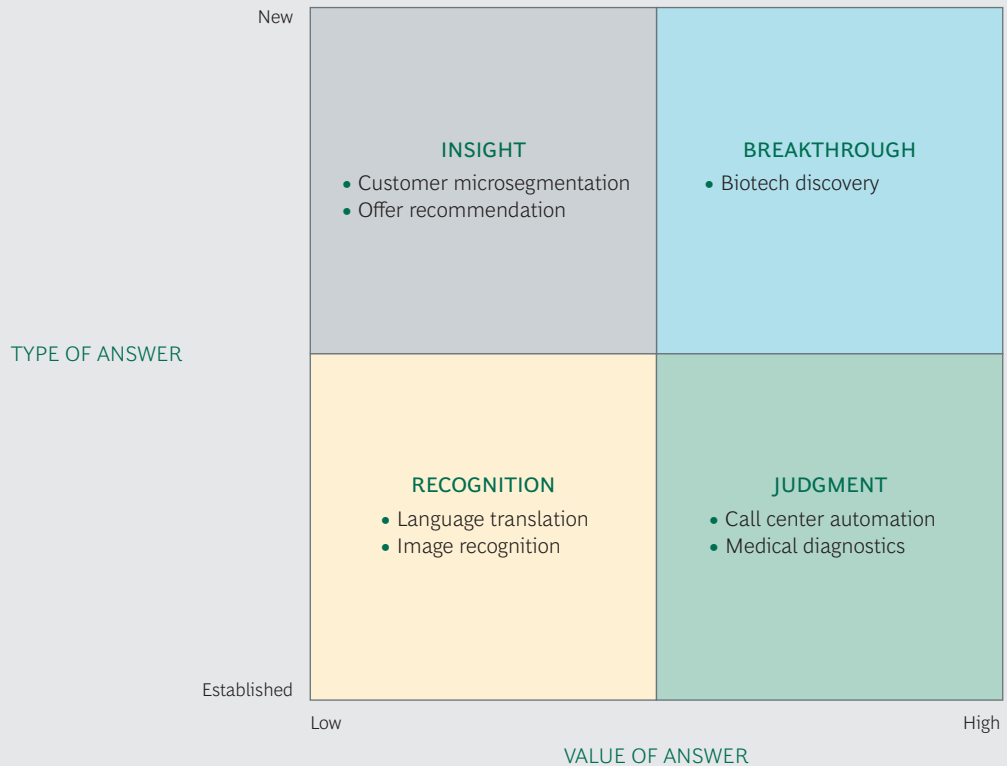 New
INSIGHT
• Customer microsegmentation
• Offer recommendation
BREAKTHROUGH
• Biotech discovery
TYPE OF ANSWER
RECOGNITION
• Language translation
• Image recognition
JUDGMENT
• Call center automation
• Medical diagnostics
Established
Low
High
VALUE OF ANSWER